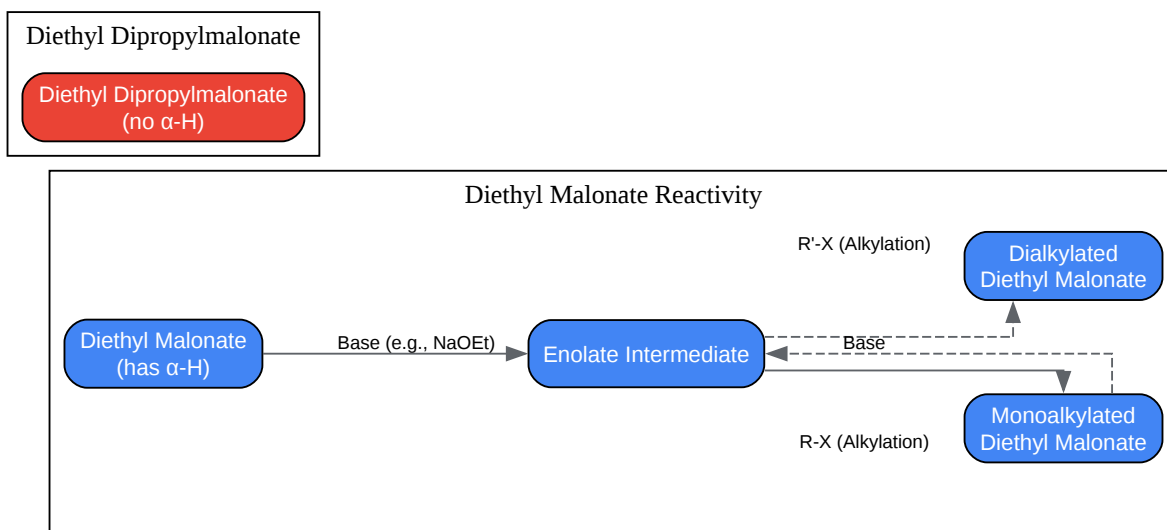 Diethyl Dipropylmalonate
Diethyl Dipropylmalonate
(no α-H)
Diethyl Malonate Reactivity
R'-X (Alkylation)
Dialkylated
Diethyl Malonate
Diethyl Malonate
(has α-H)
Base (e.g., NaOEt)
Enolate Intermediate
Base
Monoalkylated
Diethyl Malonate
R-X (Alkylation)